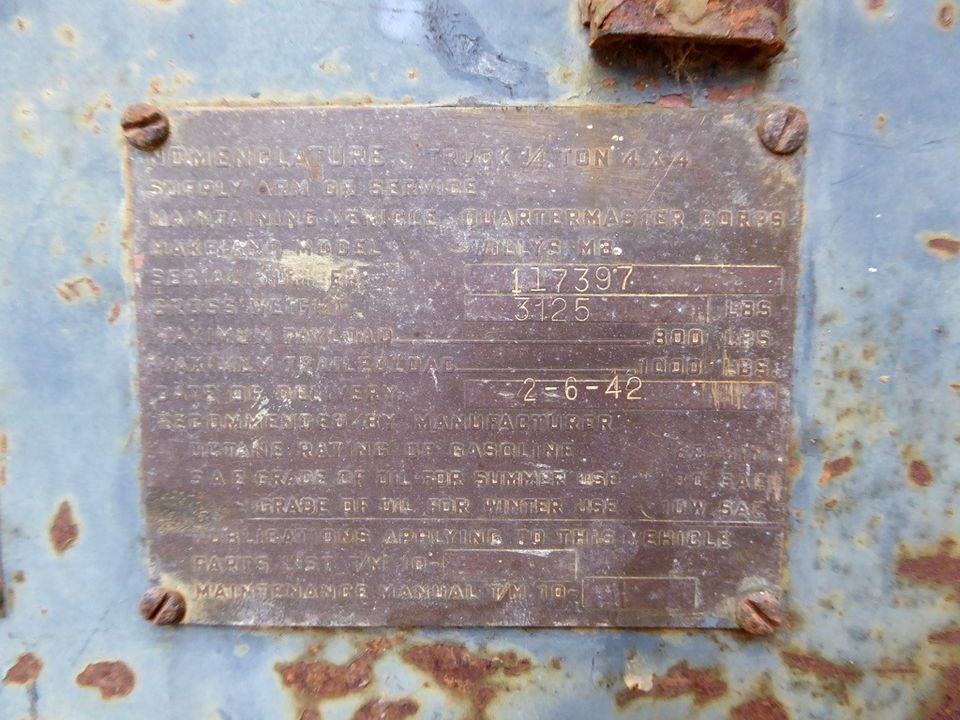 NOMENCLATURE TRUCK 1/4 TON 4X4
SUPPLY ARM OR SERVICE
MAINTAINING VEHICLE QUARTERMASTER CORPS
MAKE AND MODEL WILLYS MB
SERIAL NUMBER 117397
GROSS WEIGHT 3125 LBS
MAXIMUM PAYLOAD 800 LBS
MAXIMUM TRAILED LOAD 1000 LBS
DATE OF DELIVERY 2-6-42
RECOMMENDED BY MANUFACTURER
OCTANE RATING OF GASOLINE
S A E GRADE OF OIL FOR SUMMER USE 30 SAE
GRADE OF OIL FOR WINTER USE 10W SAE
PUBLICATIONS APPLYING TO THIS VEHICLE
PARTS LIST T/M 10-
MAINTENANCE MANUAL T/M 10-